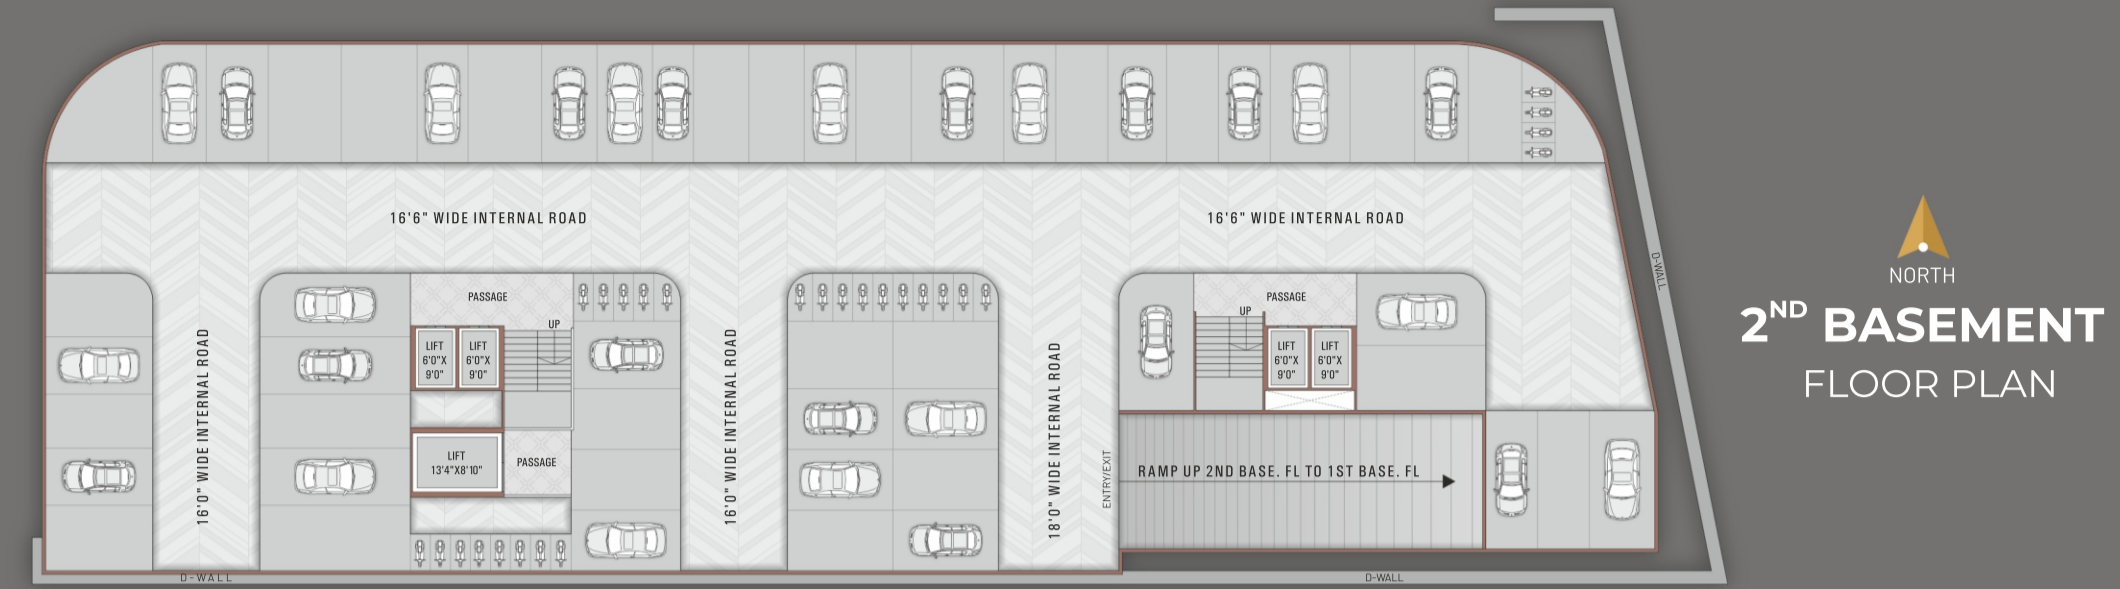 16'6" WIDE INTERNAL ROAD
16'6" WIDE INTERNAL ROAD
D-WALL
NORTH
2ND BASEMENT
FLOOR PLAN
16'0" WIDE INTERNAL ROAD
PASSAGE
UP
LIFT
6'0"X
9'0"
LIFT
6'0"X
9'0"
LIFT
13'4"X8'10"
PASSAGE
16'0" WIDE INTERNAL ROAD
18'0" WIDE INTERNAL ROAD
ENTRY/EXIT
PASSAGE
UP
LIFT
6'0"X
9'0"
LIFT
6'0"X
9'0"
RAMP UP 2ND BASE. FL TO 1ST BASE. FL
D-WALL
D-WALL